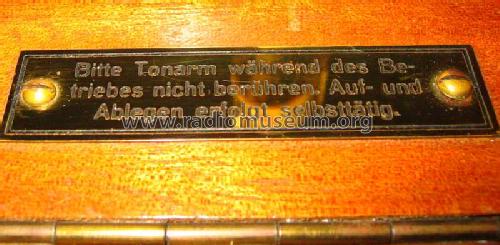 Bitte Tonarm während des Be-
triebes nicht berühren. Auf- und
Ablegen erfolgt selbsttätig.
www.radiomuseum.org